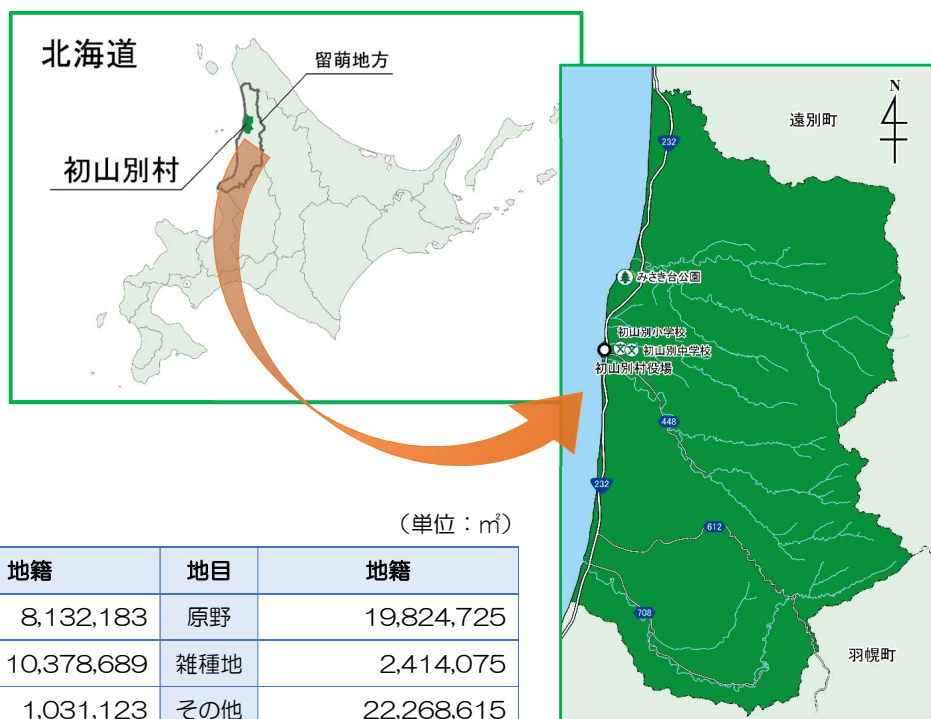 北海道
留萌地方
初山別村
N
遠別町
232
みさき台公園
初山別小学校
初山別中学校
初山別村役場
448
232
612
708
羽幌町
（単位：㎡）
地籍 地目 地籍
8,132,183 原野 19,824,725
10,378,689 雑種地 2,414,075
1,031,123 その他 22,268,615